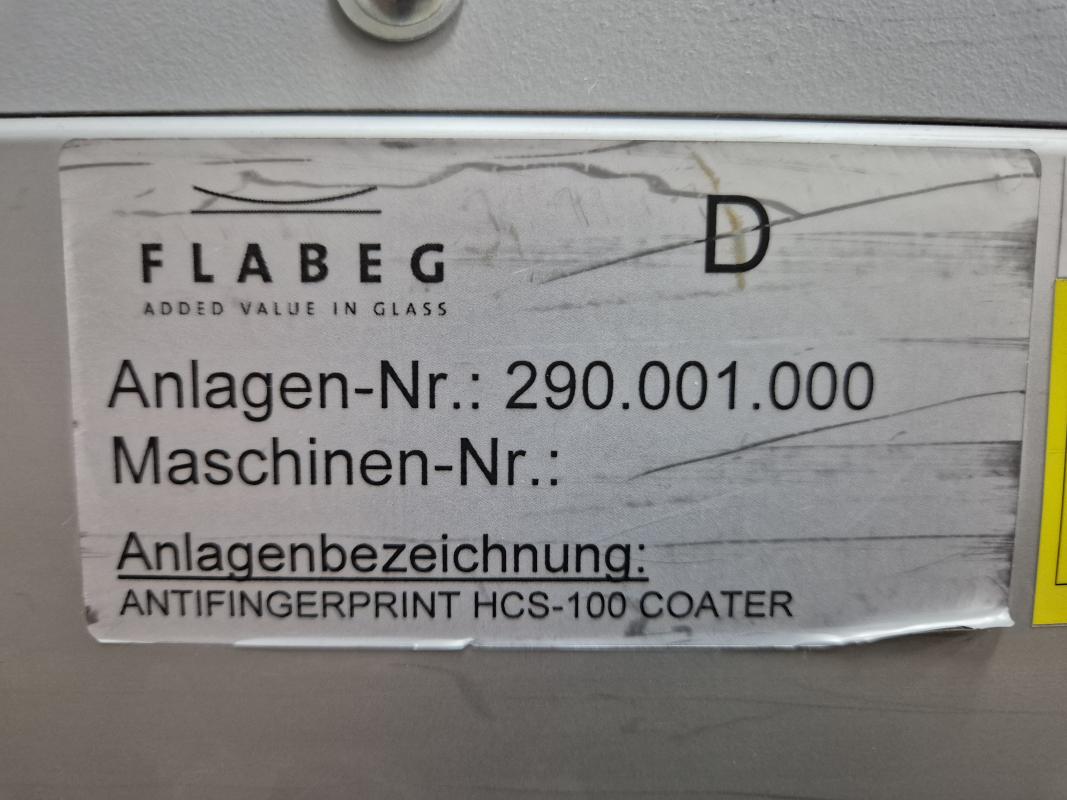 FLABEG
ADDED VALUE IN GLASS
D
Anlagen-Nr.: 290.001.000
Maschinen-Nr.:
Anlagenbezeichnung:
ANTIFINGERPRINT HCS-100 COATER